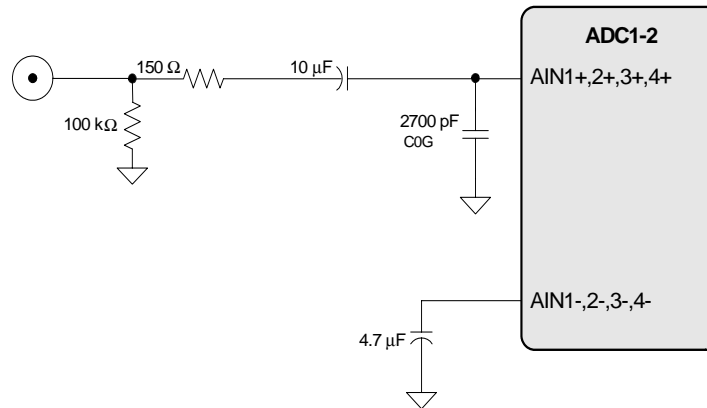 ADC1-2
150 Ω
10 µF
AIN1+,2+,3+,4+
100 kΩ
2700 pF
C0G
AIN1-,2-,3-,4-
4.7 µF